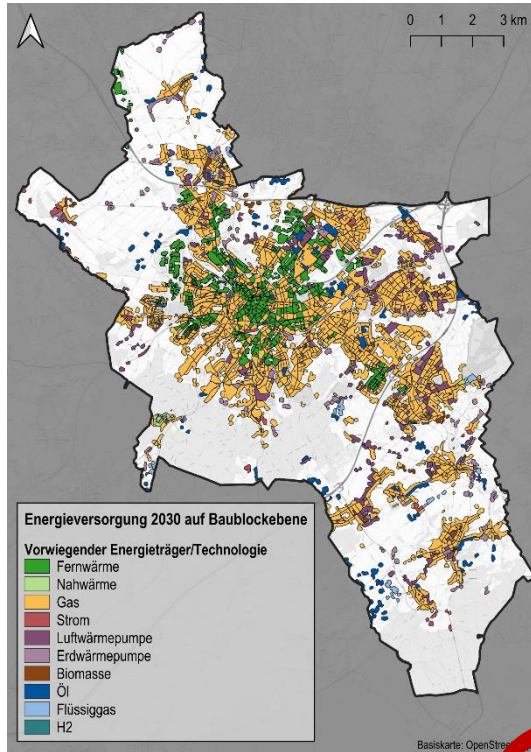 0 1 2 3 km
Energieversorgung 2030 auf Baublockebene
Vorwiegender Energieträger/Technologie
Fernwärme
Nahwärme
Gas
Strom
Luftwärmepumpe
Erdwärmepumpe
Biomasse
Öl
Flüssiggas
H2
Basiskarte: OpenStre